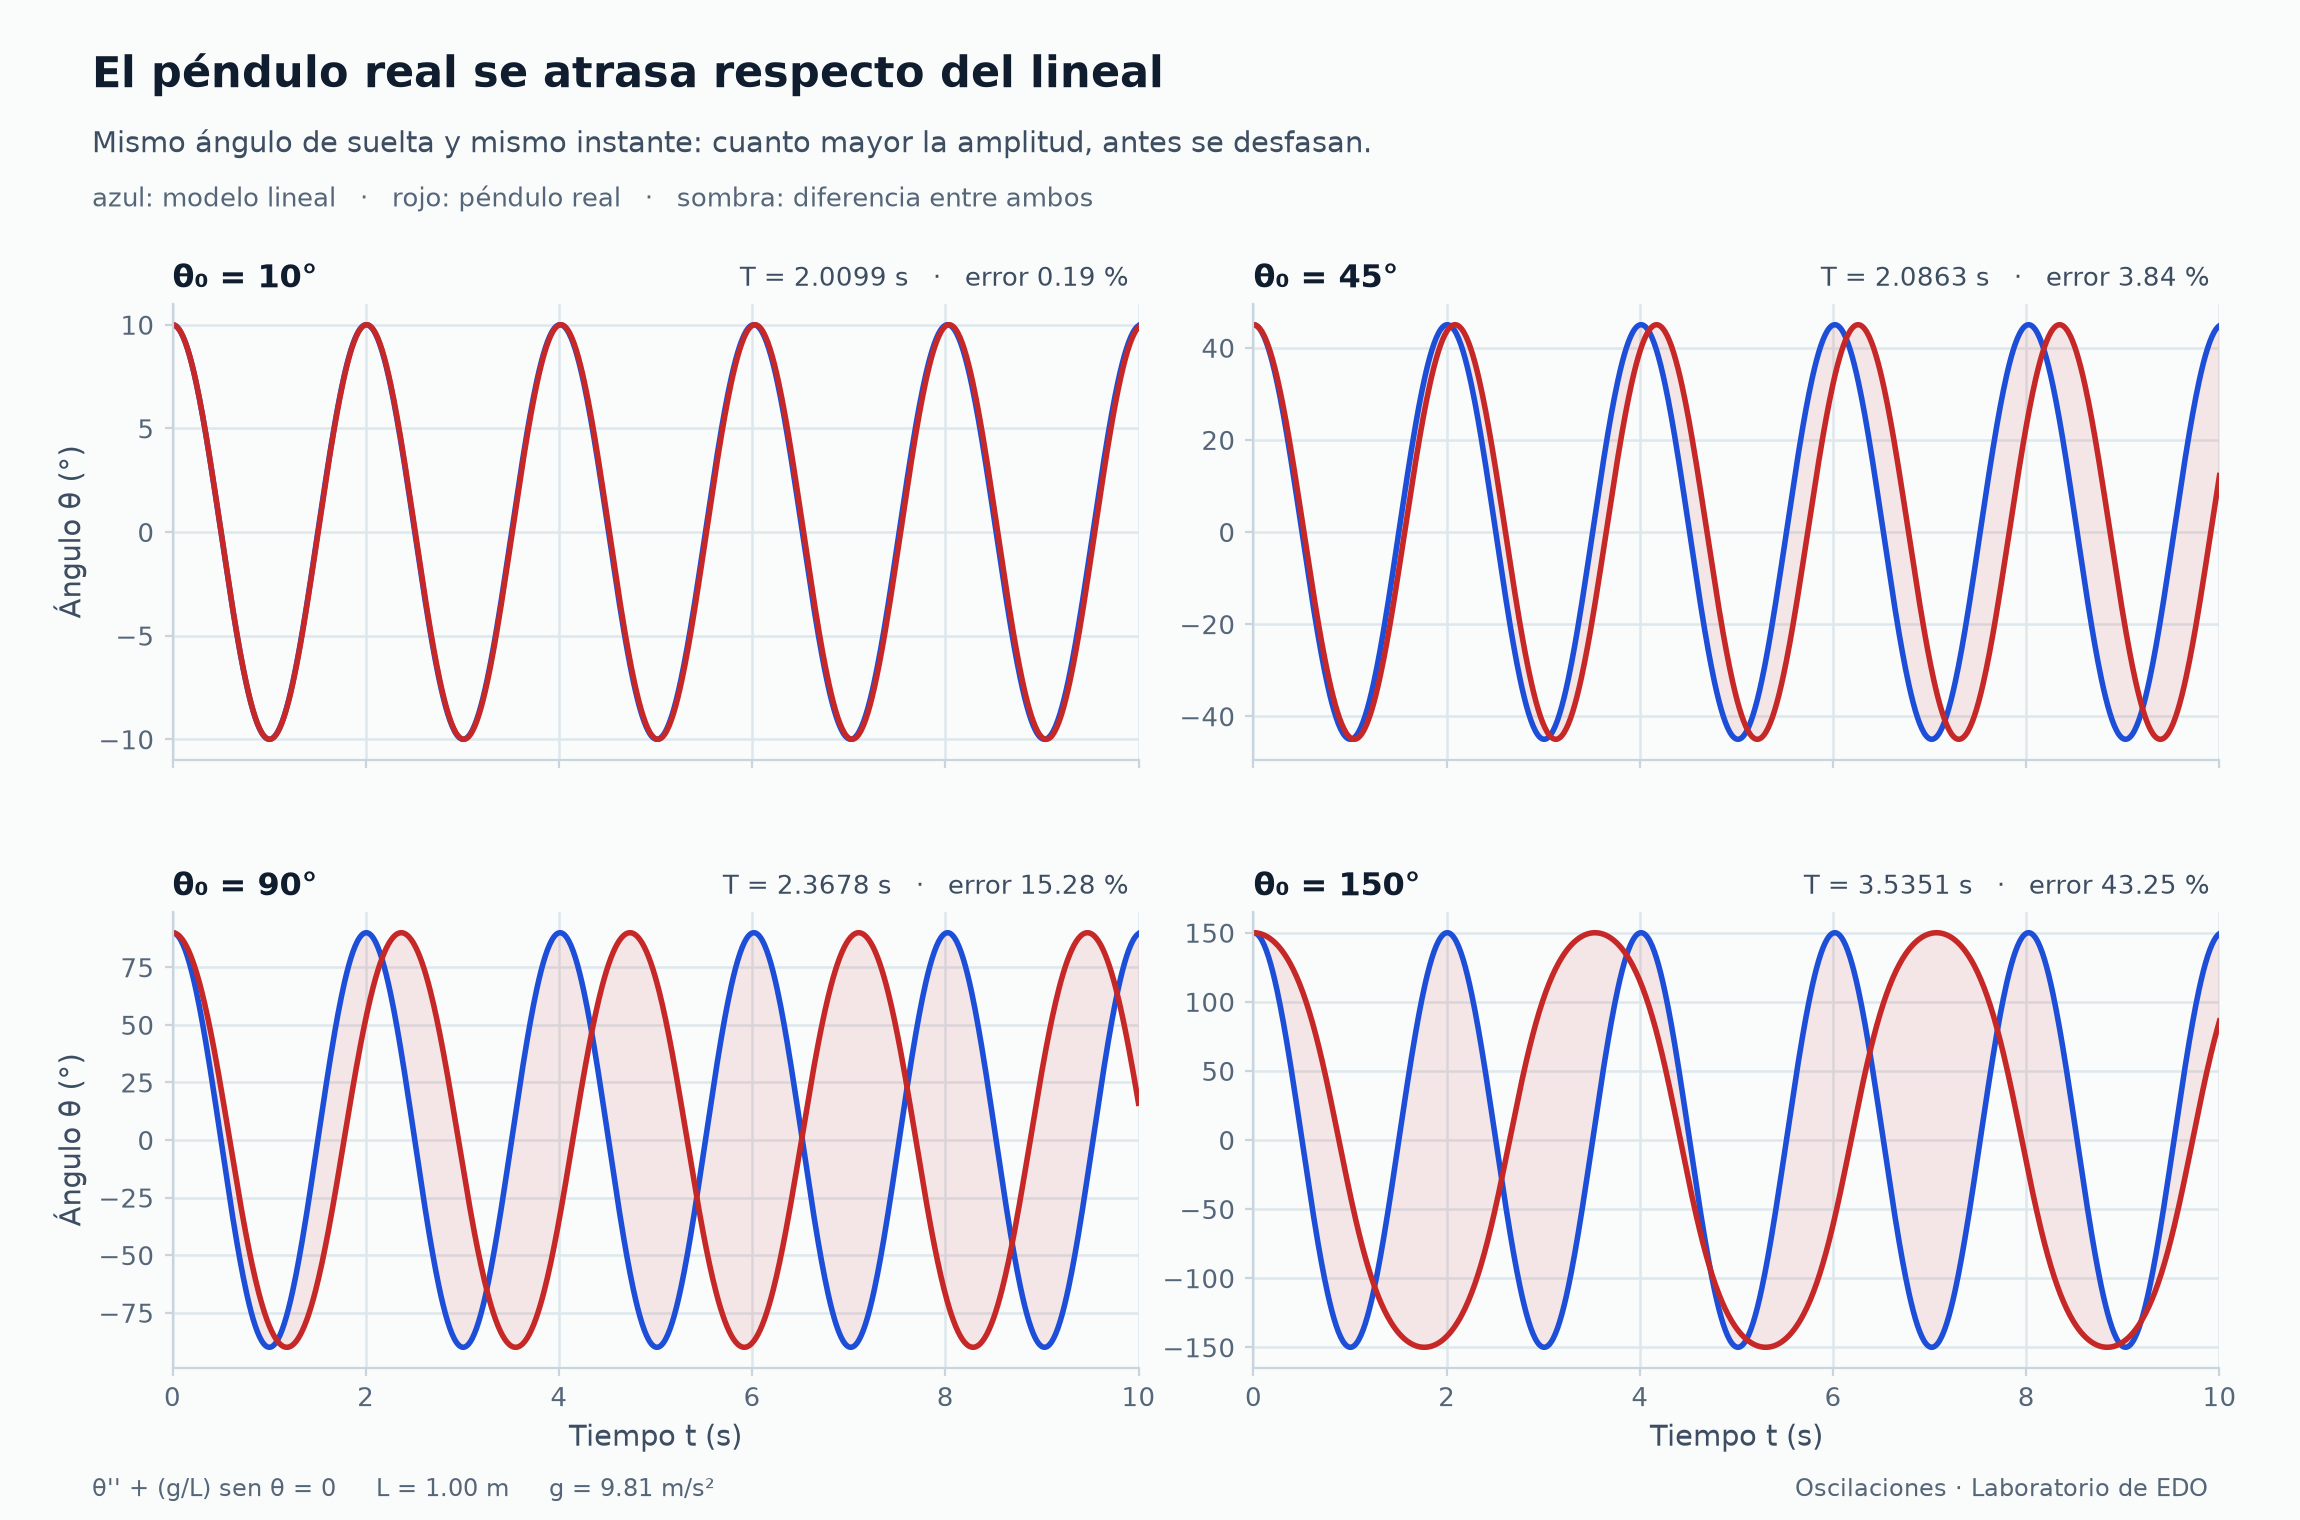 El péndulo real se atrasa respecto del lineal
Mismo ángulo de suelta y mismo instante: cuanto mayor la amplitud, antes se desfasan.
azul: modelo lineal · rojo: péndulo real · sombra: diferencia entre ambos
θ₀ = 10°
T = 2.0099 s · error 0.19 %
10
5
0
−5
−10
Ángulo θ (°)
θ₀ = 45°
T = 2.0863 s · error 3.84 %
40
20
0
−20
−40
θ₀ = 90°
T = 2.3678 s · error 15.28 %
75
50
25
0
−25
−50
−75
Ángulo θ (°)
0 2 4 6 8 10
Tiempo t (s)
θ₀ = 150°
T = 3.5351 s · error 43.25 %
150
100
50
0
−50
−100
−150
0 2 4 6 8 10
Tiempo t (s)
θ'' + (g/L) sen θ = 0 L = 1.00 m g = 9.81 m/s²
Oscilaciones · Laboratorio de EDO